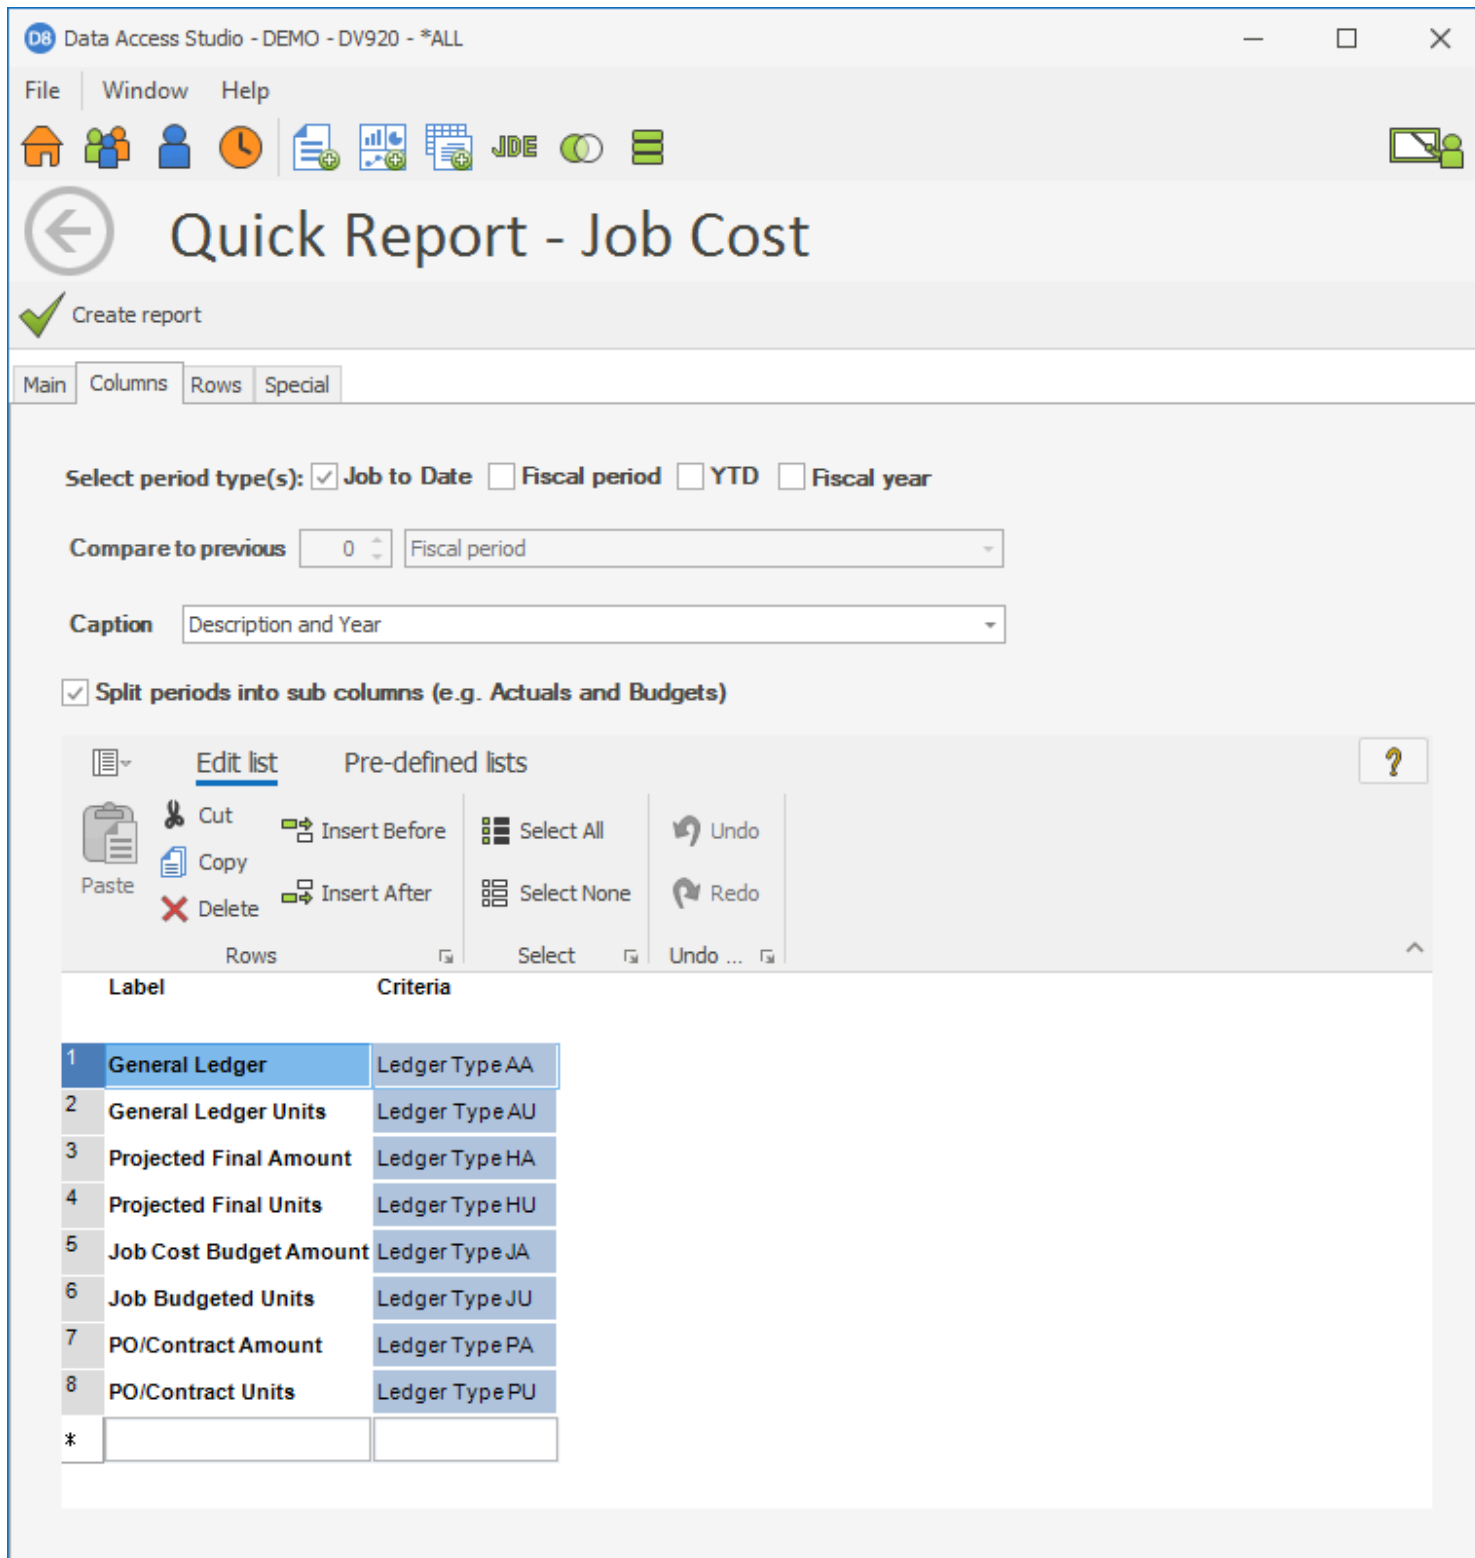 D8 Data Access Studio - DEMO - DV920 - *ALL
File Window Help
JDE
Quick Report - Job Cost
Create report
Main Columns Rows Special
Select period type(s): Job to Date Fiscal period YTD Fiscal year
Compare to previous 0 Fiscal period
Caption Description and Year
Split periods into sub columns (e.g. Actuals and Budgets)
Edit list Pre-defined lists ?
Paste Cut Copy Delete Insert Before Insert After Select All Select None Undo Redo
Rows Select Undo ...
Label Criteria
1 General Ledger Ledger Type AA
2 General Ledger Units Ledger Type AU
3 Projected Final Amount Ledger Type HA
4 Projected Final Units Ledger Type HU
5 Job Cost Budget Amount Ledger Type JA
6 Job Budgeted Units Ledger Type JU
7 PO/Contract Amount Ledger Type PA
8 PO/Contract Units Ledger Type PU
*